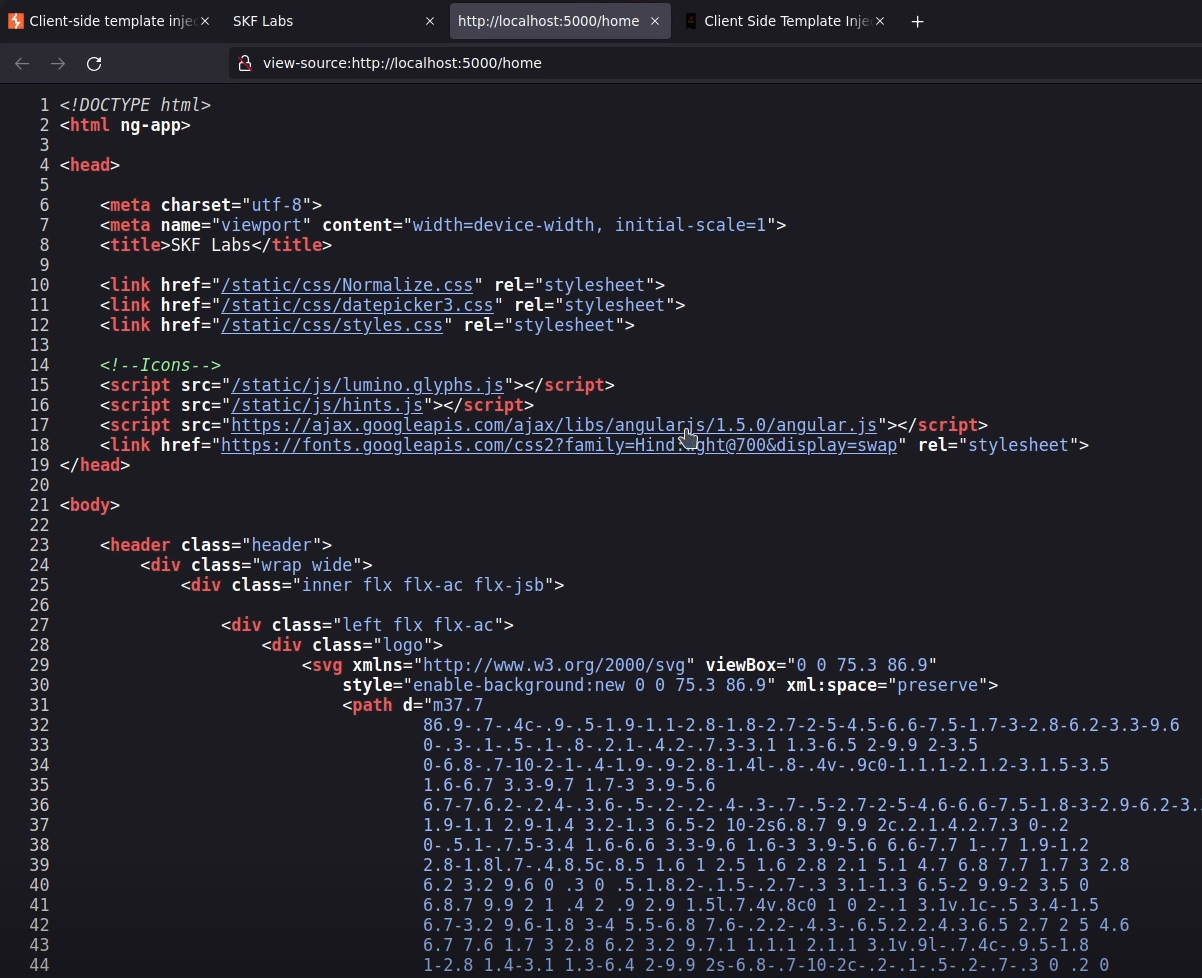 Client-side template injec
SKF Labs
http://localhost:5000/home
Client Side Template Inje
view-source:http://localhost:5000/home
1 <!DOCTYPE html>
2 <html ng-app>
3
4 <head>
5
6 <meta charset="utf-8">
7 <meta name="viewport" content="width=device-width, initial-scale=1">
8 <title>SKF Labs</title>
9
10 <link href="/static/css/Normalize.css" rel="stylesheet">
11 <link href="/static/css/datepicker3.css" rel="stylesheet">
12 <link href="/static/css/styles.css" rel="stylesheet">
13
14 <!--Icons-->
15 <script src="/static/js/lumino.glyphs.js"></script>
16 <script src="/static/js/hints.js"></script>
17 <script src="https://ajax.googleapis.com/ajax/libs/angularjs/1.5.0/angular.js"></script>
18 <link href="https://fonts.googleapis.com/css2?family=Hind:wght@700&display=swap" rel="stylesheet">
19 </head>
20
21 <body>
22
23 <header class="header">
24 <div class="wrap wide">
25 <div class="inner flx flx-ac flx-jsb">
26
27 <div class="left flx flx-ac">
28 <div class="logo">
29 <svg xmlns="http://www.w3.org/2000/svg" viewBox="0 0 75.3 86.9"
30 style="enable-background:new 0 0 75.3 86.9" xml:space="preserve">
31 <path d="m37.7
32 86.9-.7-.4c-.9-.5-1.9-1.1-2.8-1.8-2.7-2-5-4.5-6.6-7.5-1.7-3-2.8-6.2-3.3-9.6
33 0-.3-.1-.5-.1-.8-.2.1-.4.2-.7.3-3.1 1.3-6.5 2-9.9 2-3.5
34 0-6.8-.7-10-2-1-.4-1.9-.9-2.8-1.4l-.8-.4v-.9c0-1.1.1-2.1.2-3.1.5-3.5
35 1.6-6.7 3.3-9.7 1.7-3 3.9-5.6
36 6.7-7.6.2-.2.4-.3.6-.5-.2-.2-.4-.3-.7-.5-2.7-2-5-4.6-6.6-7.5-1.8-3-2.9-6.2-3.
37 1.9-1.1 2.9-1.4 3.2-1.3 6.5-2 10-2s6.8.7 9.9 2c.2.1.4.2.7.3 0-.2
38 0-.5.1-.7.5-3.4 1.6-6.6 3.3-9.6 1.6-3 3.9-5.6 6.6-7.7 1-.7 1.9-1.2
39 2.8-1.8l.7-.4.8.5c.8.5 1.6 1 2.5 1.6 2.8 2.1 5.1 4.7 6.8 7.7 1.7 3 2.8
40 6.2 3.2 9.6 0 .3 0 .5.1.8.2-.1.5-.2.7-.3 3.1-1.3 6.5-2 9.9-2 3.5 0
41 6.8.7 9.9 2 1 .4 2 .9 2.9 1.5l.7.4v.8c0 1 0 2-.1 3.1v.1c-.5 3.4-1.5
42 6.7-3.2 9.6-1.8 3-4 5.5-6.8 7.6-.2.2-.4.3-.6.5.2.2.4.3.6.5 2.7 2 5 4.6
43 6.7 7.6 1.7 3 2.8 6.2 3.2 9.7.1 1.1.1 2.1.1 3.1v.9l-.7.4c-.9.5-1.8
44 1-2.8 1.4-3.1 1.3-6.4 2-9.9 2s-6.8-.7-10-2c-.2-.1-.5-.2-.7-.3 0 .2 0